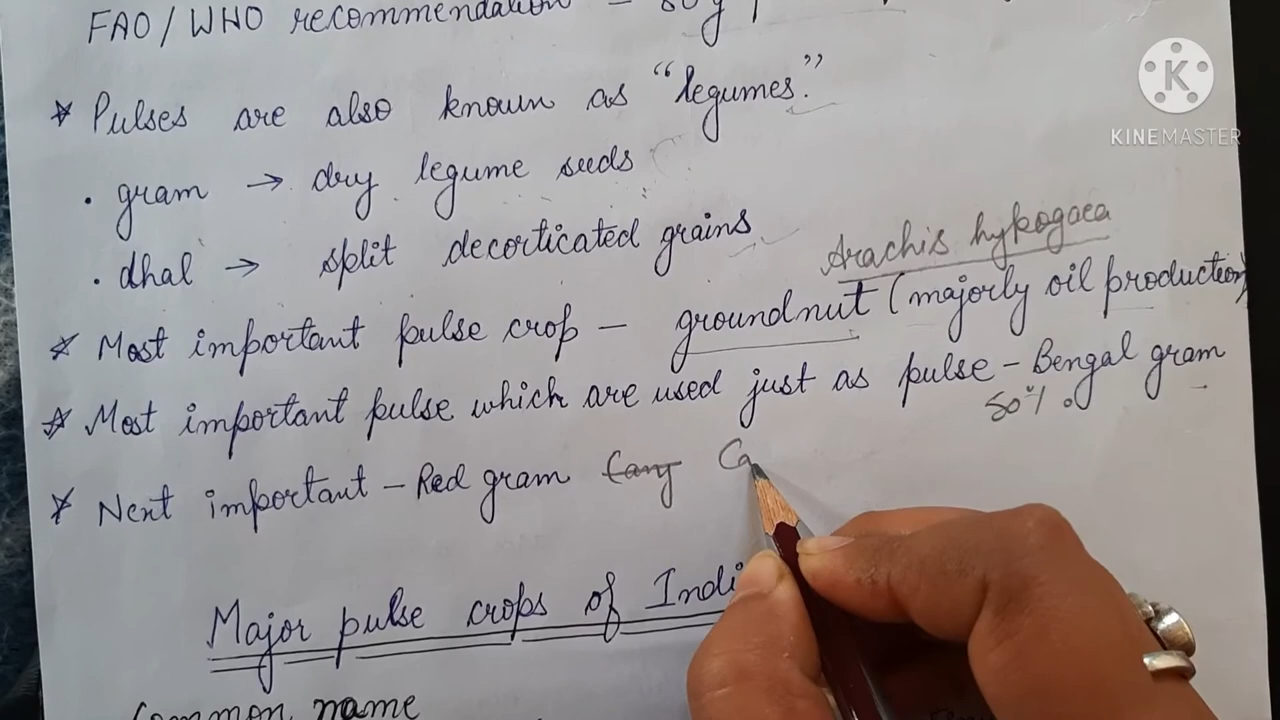 FAO/WHO recommendation - 80g
* Pulses are also known as "legumes."
KINEMASTER
. gram → dry legume seeds
. dhal → split decorticated grains
Arachis hykogaea
* Most important pulse crop - groundnut (majorly oil production)
* Most important pulse which are used just as pulse - Bengal gram
50%.
* Next important - Red gram Ca
Major pulse crops of Indi
Common name